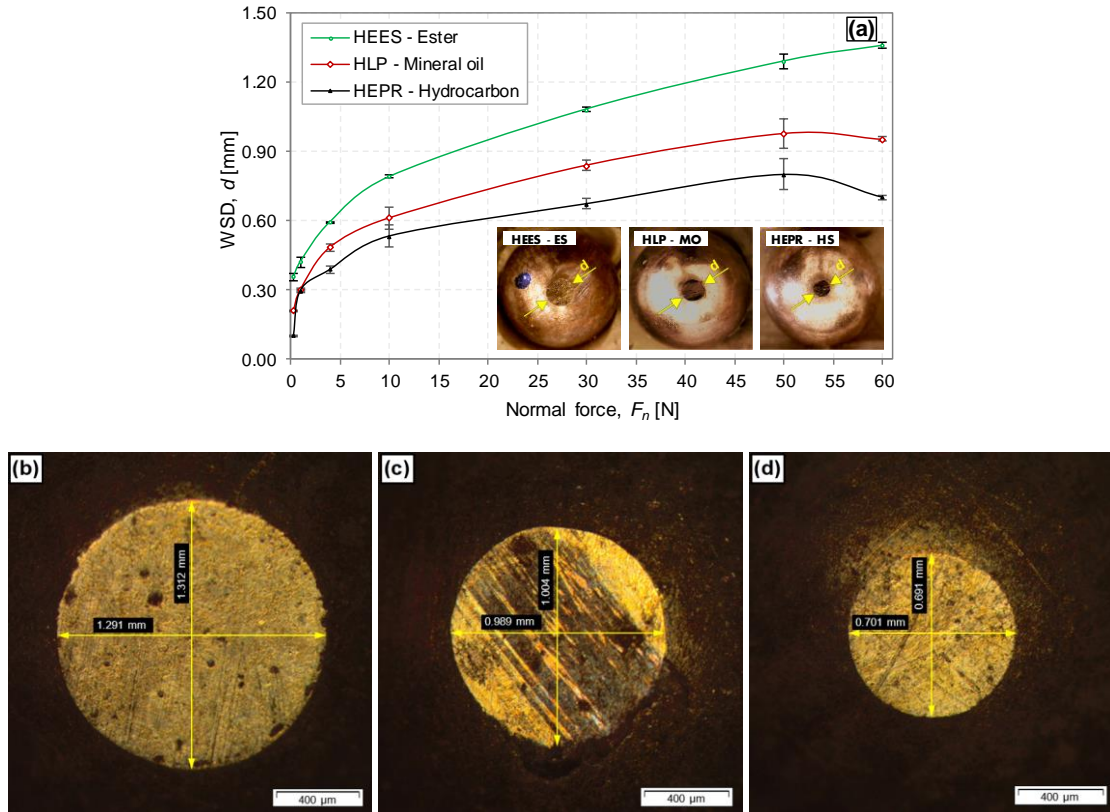 (a)
HEES - Ester
HLP - Mineral oil
HEPR - Hydrocarbon
1.50
1.20
0.90
0.60
0.30
0.00
WSD, d [mm]
HEES - ES
d
HLP - MO
d
HEPR - HS
d
0 5 10 15 20 25 30 35 40 45 50 55 60
Normal force, Fn [N]
(b)
1.312 mm
1.291 mm
400 µm
(c)
1.004 mm
0.989 mm
400 µm
(d)
0.691 mm
0.701 mm
400 µm